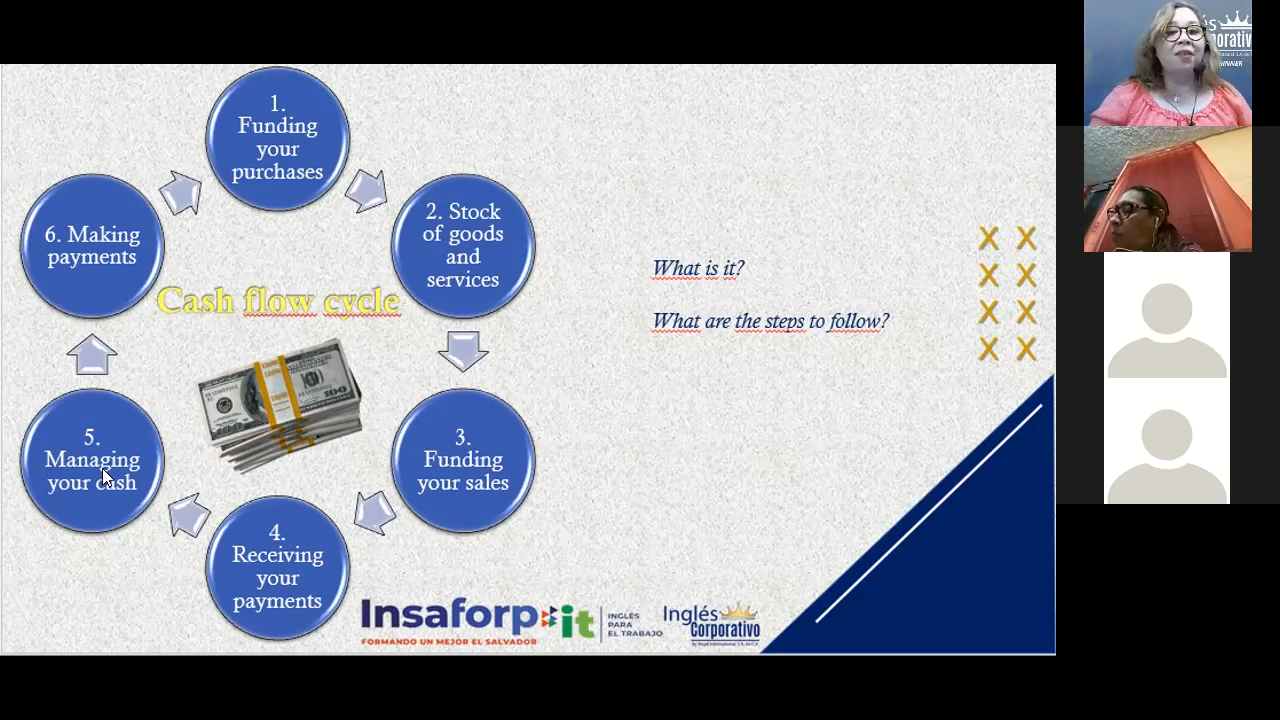 1.
Funding
your
purchases
2. Stock
of goods
and
services
3.
Funding
your sales
4.
Receiving
your
payments
5.
Managing
your cash
6. Making
payments
Cash flow cycle
What is it?
What are the steps to follow?
X X
X X
X X
X X
Insaforp it
FORMANDO UN MEJOR EL SALVADOR
INGLÉS
PARA
EL TRABAJO
Inglés
Corporativo